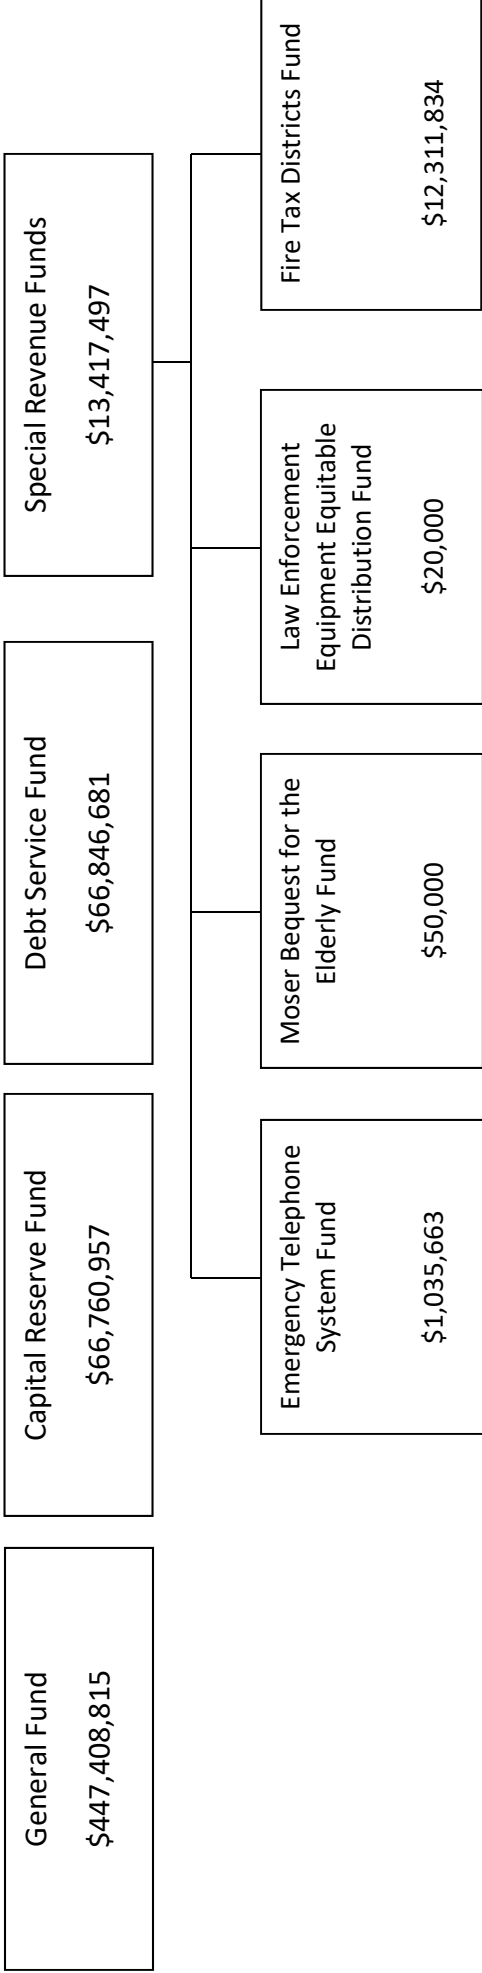 General Fund
$447,408,815
Capital Reserve Fund
$66,760,957
Debt Service Fund
$66,846,681
Special Revenue Funds
$13,417,497
Emergency Telephone
System Fund
$1,035,663
Moser Bequest for the
Elderly Fund
$50,000
Law Enforcement
Equipment Equitable
Distribution Fund
$20,000
Fire Tax Districts Fund
$12,311,834